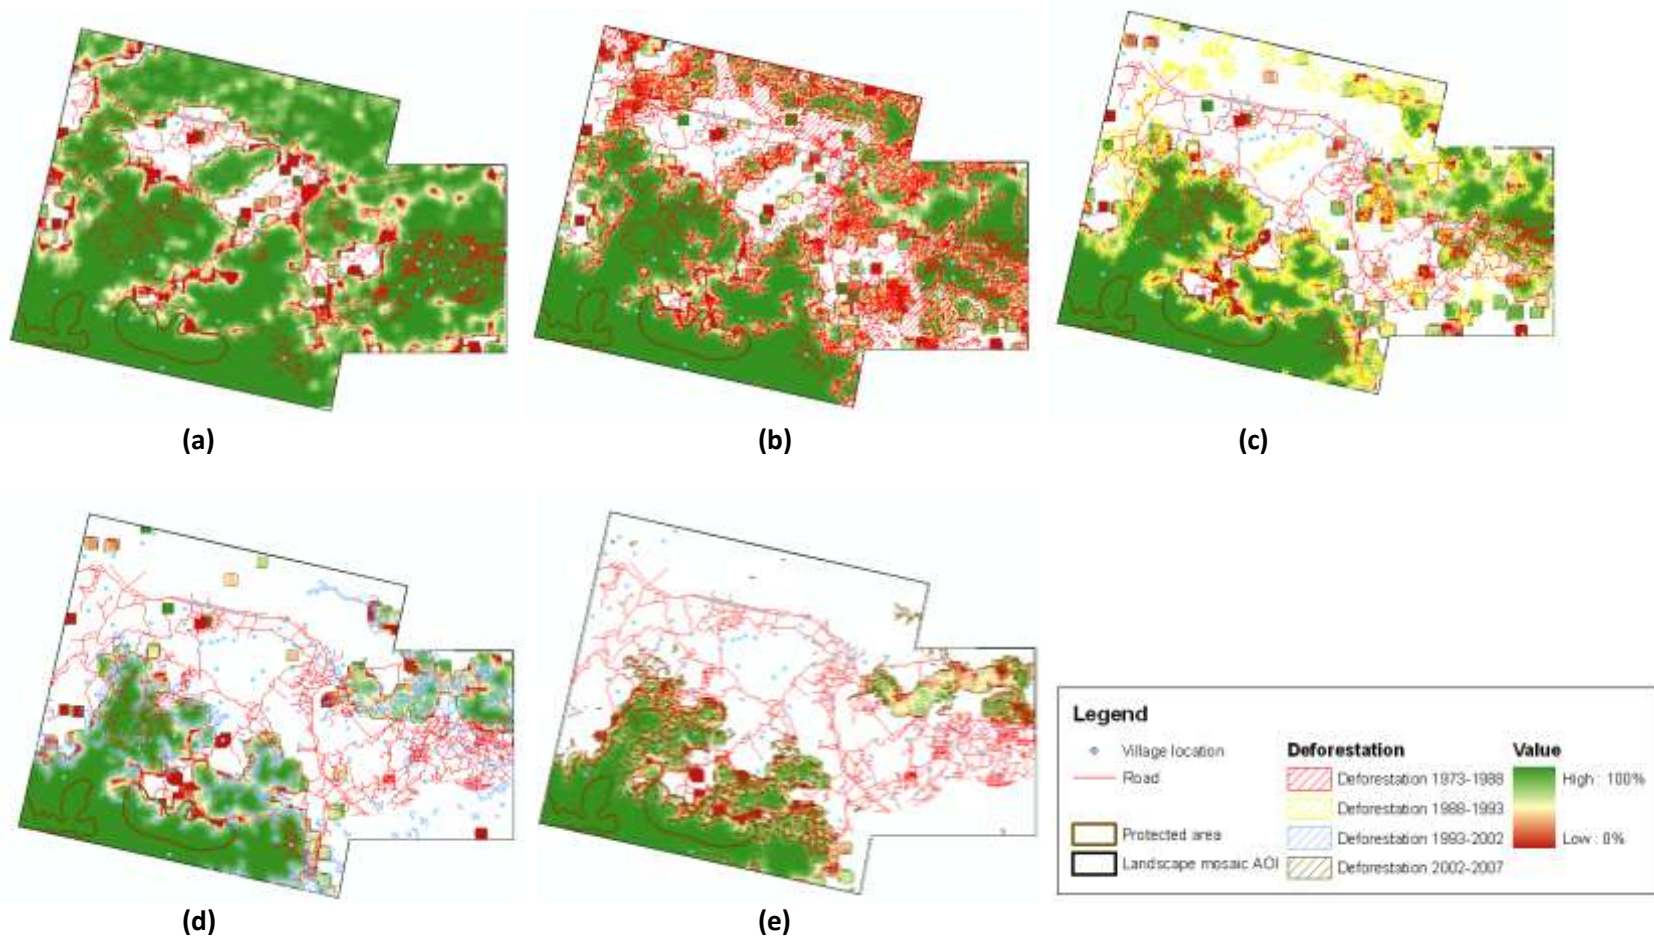 (a)
(b)
(c)
(d)
(e)
Legend
Village location
Road
Protected area
Landscape mosaic AOI
Deforestation
Deforestation 1973-1988
Deforestation 1988-1993
Deforestation 1993-2002
Deforestation 2002-2007
Value
High : 100%
Low : 0%